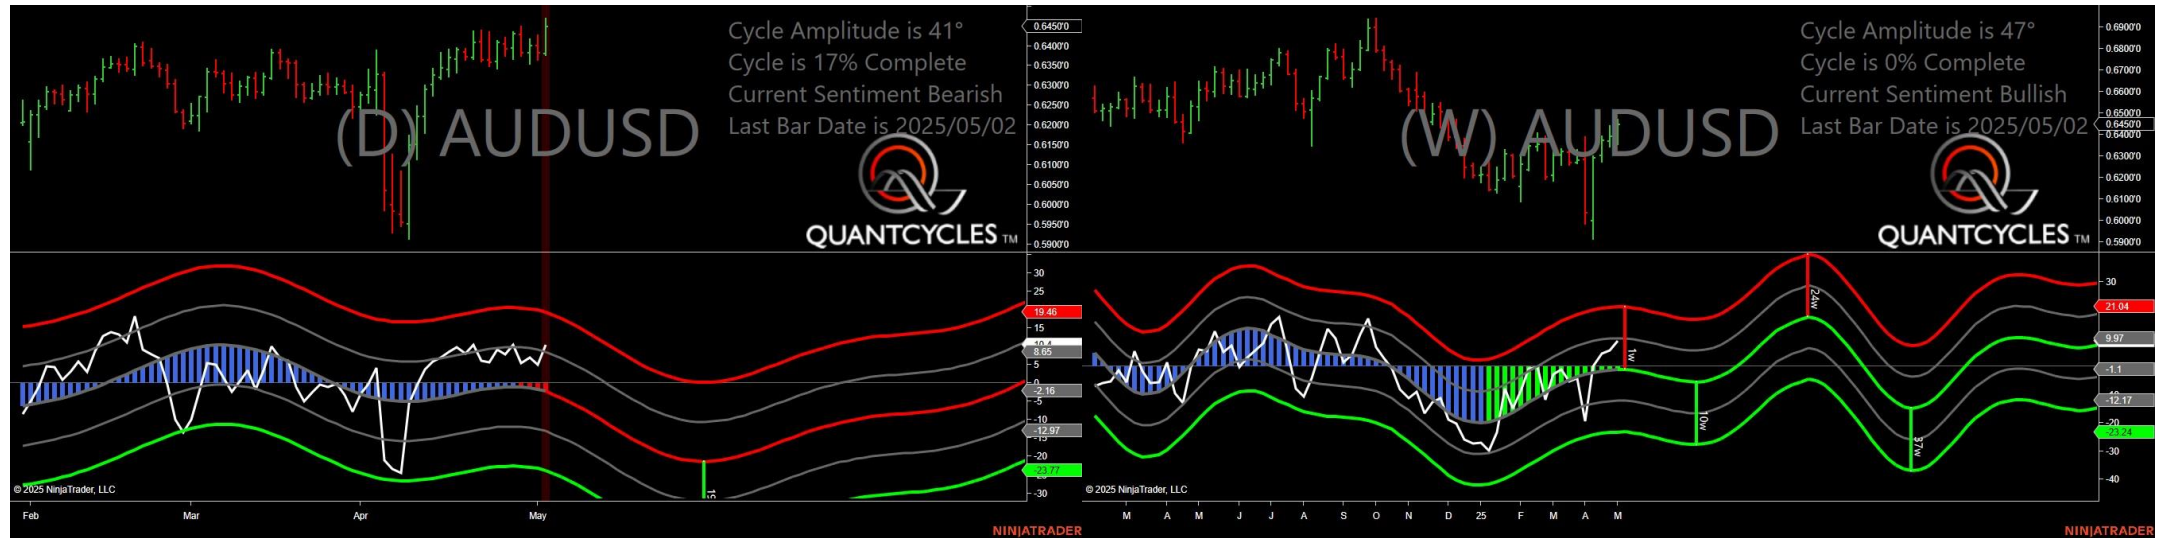 Cycle Amplitude is 41°
Cycle is 17% Complete
Current Sentiment Bearish
Last Bar Date is 2025/05/02
(D) AUDUSD
QUANTCYCLES TM
0.6450'0
0.6400'0
0.6350'0
0.6300'0
0.6250'0
0.6200'0
0.6150'0
0.6100'0
0.6050'0
0.6000'0
0.5950'0
0.5900'0
30
25
19.46
15
10.4
8.65
5
0
-2.16
-5
-10
-12.97
-15
-20
-23.77
-30
© 2025 NinjaTrader, LLC
Feb Mar Apr May
NINJATRADER
Cycle Amplitude is 47°
Cycle is 0% Complete
Current Sentiment Bullish
Last Bar Date is 2025/05/02
(W) AUDUSD
QUANTCYCLES TM
0.6900'0
0.6800'0
0.6700'0
0.6600'0
0.6500'0
0.6450'0
0.6400'0
0.6300'0
0.6200'0
0.6100'0
0.6000'0
0.5900'0
1w
10w
24w
37w
30
21.04
9.97
-1.1
-12.17
-20
-23.24
-30
-40
© 2025 NinjaTrader, LLC
M A M J J A S O N D 25 F M A M
NINJATRADER